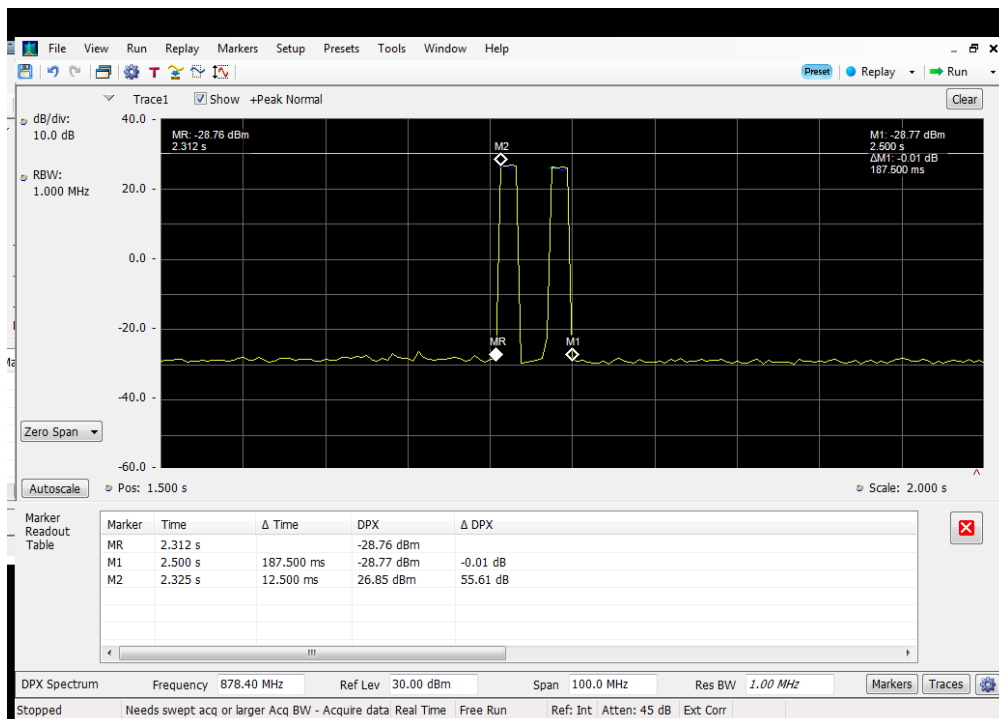 File View Run Replay Markers Setup Presets Tools Window Help
T Preset Replay Run
Trace1 Show +Peak Normal Clear
dB/div:
10.0 dB
RBW:
1.000 MHz
40.0
20.0
0.0
-20.0
-40.0
-60.0
MR: -28.76 dBm
2.312 s
M1: -28.77 dBm
2.500 s
ΔM1: -0.01 dB
187.500 ms
M2
MR M1
Zero Span
Autoscale Pos: 1.500 s Scale: 2.000 s
Marker
Readout
Table
Marker Time Δ Time DPX Δ DPX
MR 2.312 s -28.76 dBm
M1 2.500 s 187.500 ms -28.77 dBm -0.01 dB
M2 2.325 s 12.500 ms 26.85 dBm 55.61 dB
DPX Spectrum Frequency 878.40 MHz Ref Lev 30.00 dBm Span 100.0 MHz Res BW 1.00 MHz Markers Traces
Stopped Needs swept acq or larger Acq BW - Acquire data Real Time Free Run Ref: Int Atten: 45 dB Ext Corr